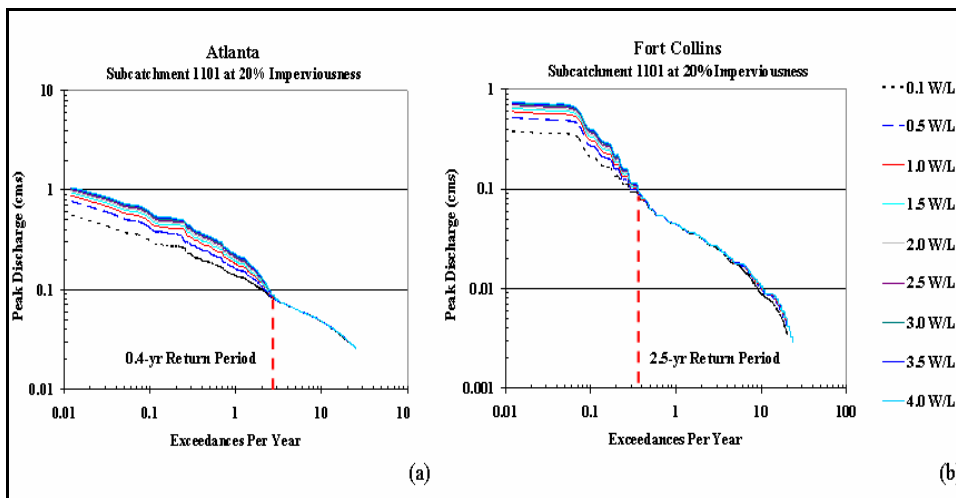 Atlanta
Subcatchment 1101 at 20% Imperviousness
10
1
0.1
0.01
Peak Discharge (cms)
0.4-yr Return Period
0.01
0.1
1
10
10
Exceedances Per Year
(a)
Fort Collins
Subcatchment 1101 at 20% Imperviousness
1
0.1
0.01
0.001
Peak Discharge (cms)
2.5-yr Return Period
0.01
0.1
1
10
100
Exceedances Per Year
(b)
0.1 W/L
0.5 W/L
1.0 W/L
1.5 W/L
2.0 W/L
2.5 W/L
3.0 W/L
3.5 W/L
4.0 W/L